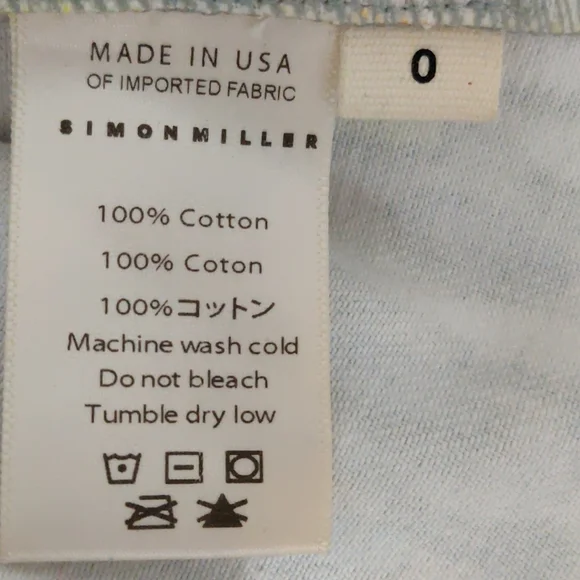 MADE IN USA
OF IMPORTED FABRIC
0
SIMONMILLER
100% Cotton
100% Coton
100%コットン
Machine wash cold
Do not bleach
Tumble dry low